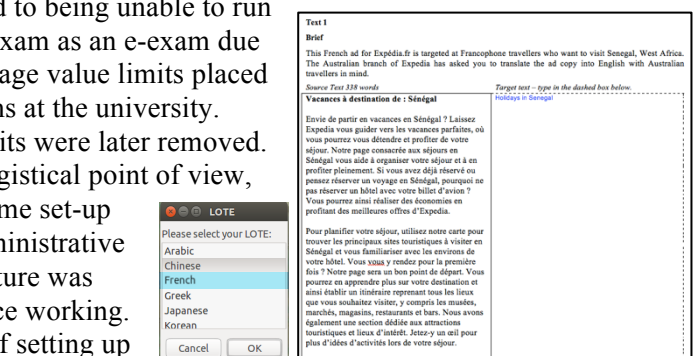 d to being unable to run
exam as an e-exam due
age value limits placed
ns at the university.
its were later removed.
gistical point of view,
me set-up
ministrative
ture was
ce working.
f setting up
LOTE
Please select your LOTE:
Arabic
Chinese
French
Greek
Japanese
Korean
Cancel
OK
Text 1
Brief
This French ad for Expédia.fr is targeted at Francophone travellers who want to visit Senegal, West Africa.
The Australian branch of Expedia has asked you to translate the ad copy into English with Australian
travellers in mind.
Source Text 338 words
Target text – type in the dashed box below.
Vacances à destination de : Sénégal
Holidays in Senegal
Envie de partir en vacances en Sénégal ? Laissez
Expedia vous guider vers les vacances parfaites, où
vous pourrez vous détendre et profiter de votre
séjour. Notre page consacrée aux séjours en
Sénégal vous aide à organiser votre séjour et à en
profiter pleinement. Si vous avez déjà réservé ou
pensez réserver un voyage en Sénégal, pourquoi ne
pas réserver un hôtel avec votre billet d'avion ?
Vous pourrez ainsi réaliser des économies en
profitant des meilleures offres d'Expedia.
Pour planifier votre séjour, utilisez notre carte pour
trouver les principaux sites touristiques à visiter en
Sénégal et vous familiariser avec les environs de
votre hôtel. Vous vous y rendez pour la première
fois ? Notre page sera un bon point de départ. Vous
pourrez en apprendre plus sur votre destination et
ainsi établir un itinéraire reprenant tous les lieux
que vous souhaitez visiter, y compris les musées,
marchés, magasins, restaurants et bars. Nous avons
également une section dédiée aux attractions
touristiques et lieux d'intérêt. Jetez-y un œil pour
plus d'idées d'activités lors de votre séjour.